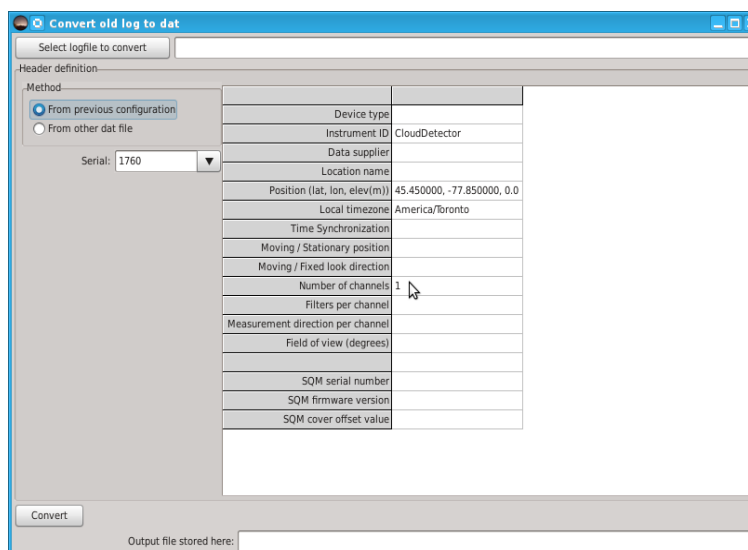 Convert old log to dat
Select logfile to convert
Header definition
Method
From previous configuration
From other dat file
Serial: 1760
Device type
Instrument ID CloudDetector
Data supplier
Location name
Position (lat, lon, elev(m)) 45.450000, -77.850000, 0.0
Local timezone America/Toronto
Time Synchronization
Moving / Stationary position
Moving / Fixed look direction
Number of channels 1
Filters per channel
Measurement direction per channel
Field of view (degrees)
SQM serial number
SQM firmware version
SQM cover offset value
Convert
Output file stored here: